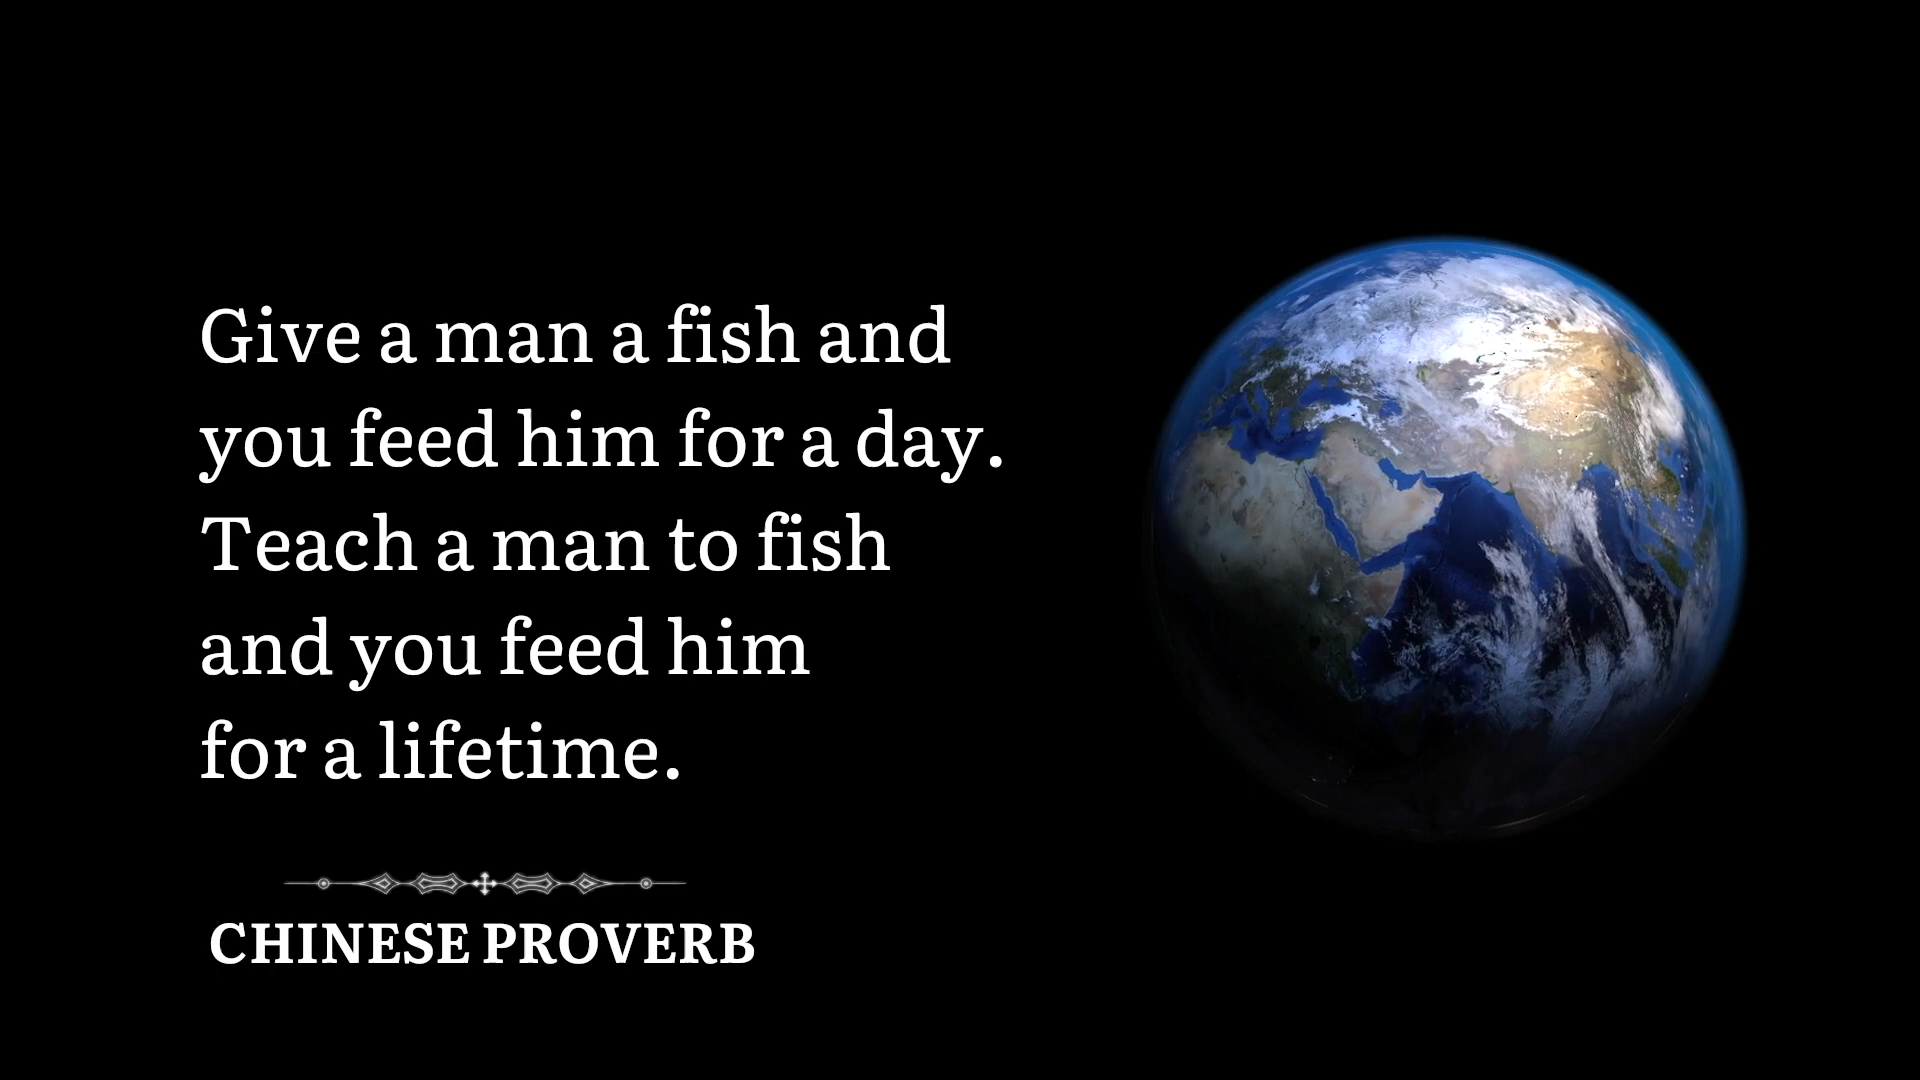 Give a man a fish and
you feed him for a day.
Teach a man to fish
and you feed him
for a lifetime.
CHINESE PROVERB